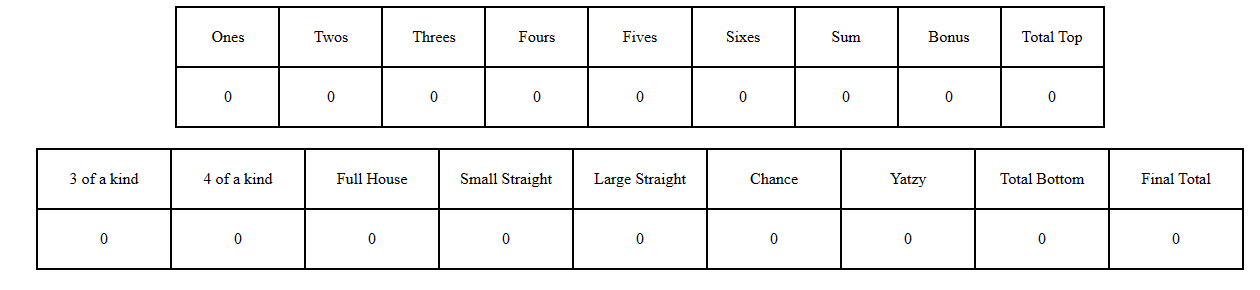 Ones Twos Threes Fours Fives Sixes Sum Bonus Total Top
0 0 0 0 0 0 0 0 0
3 of a kind 4 of a kind Full House Small Straight Large Straight Chance Yatzy Total Bottom Final Total
0 0 0 0 0 0 0 0 0